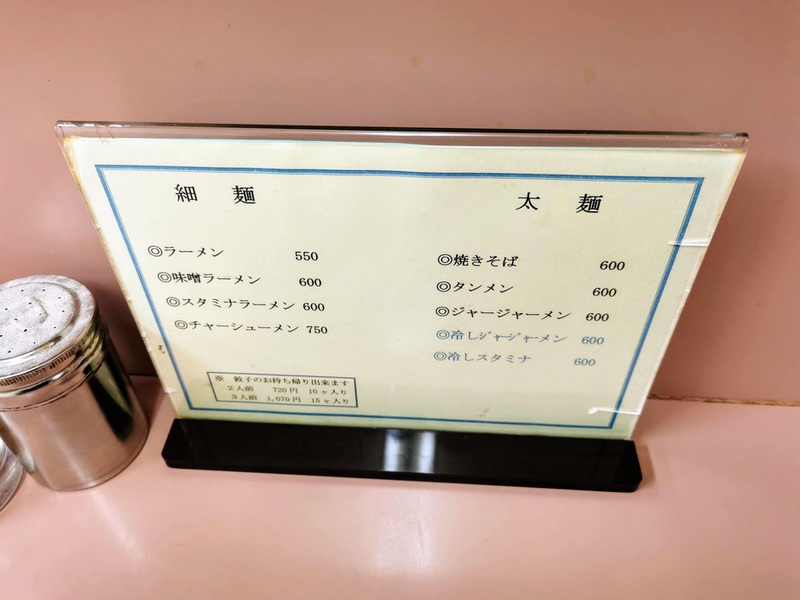 細麺
◎ラーメン 550
◎味噌ラーメン 600
◎スタミナラーメン 600
◎チャーシューメン 750
※ 餃子のお持ち帰り出来ます
2人前 720円 10ヶ入り
3人前 1,070円 15ヶ入り
太麺
◎焼きそば 600
◎タンメン 600
◎ジャージャーメン 600
◎冷しジャージャーメン 600
◎冷しスタミナ 600